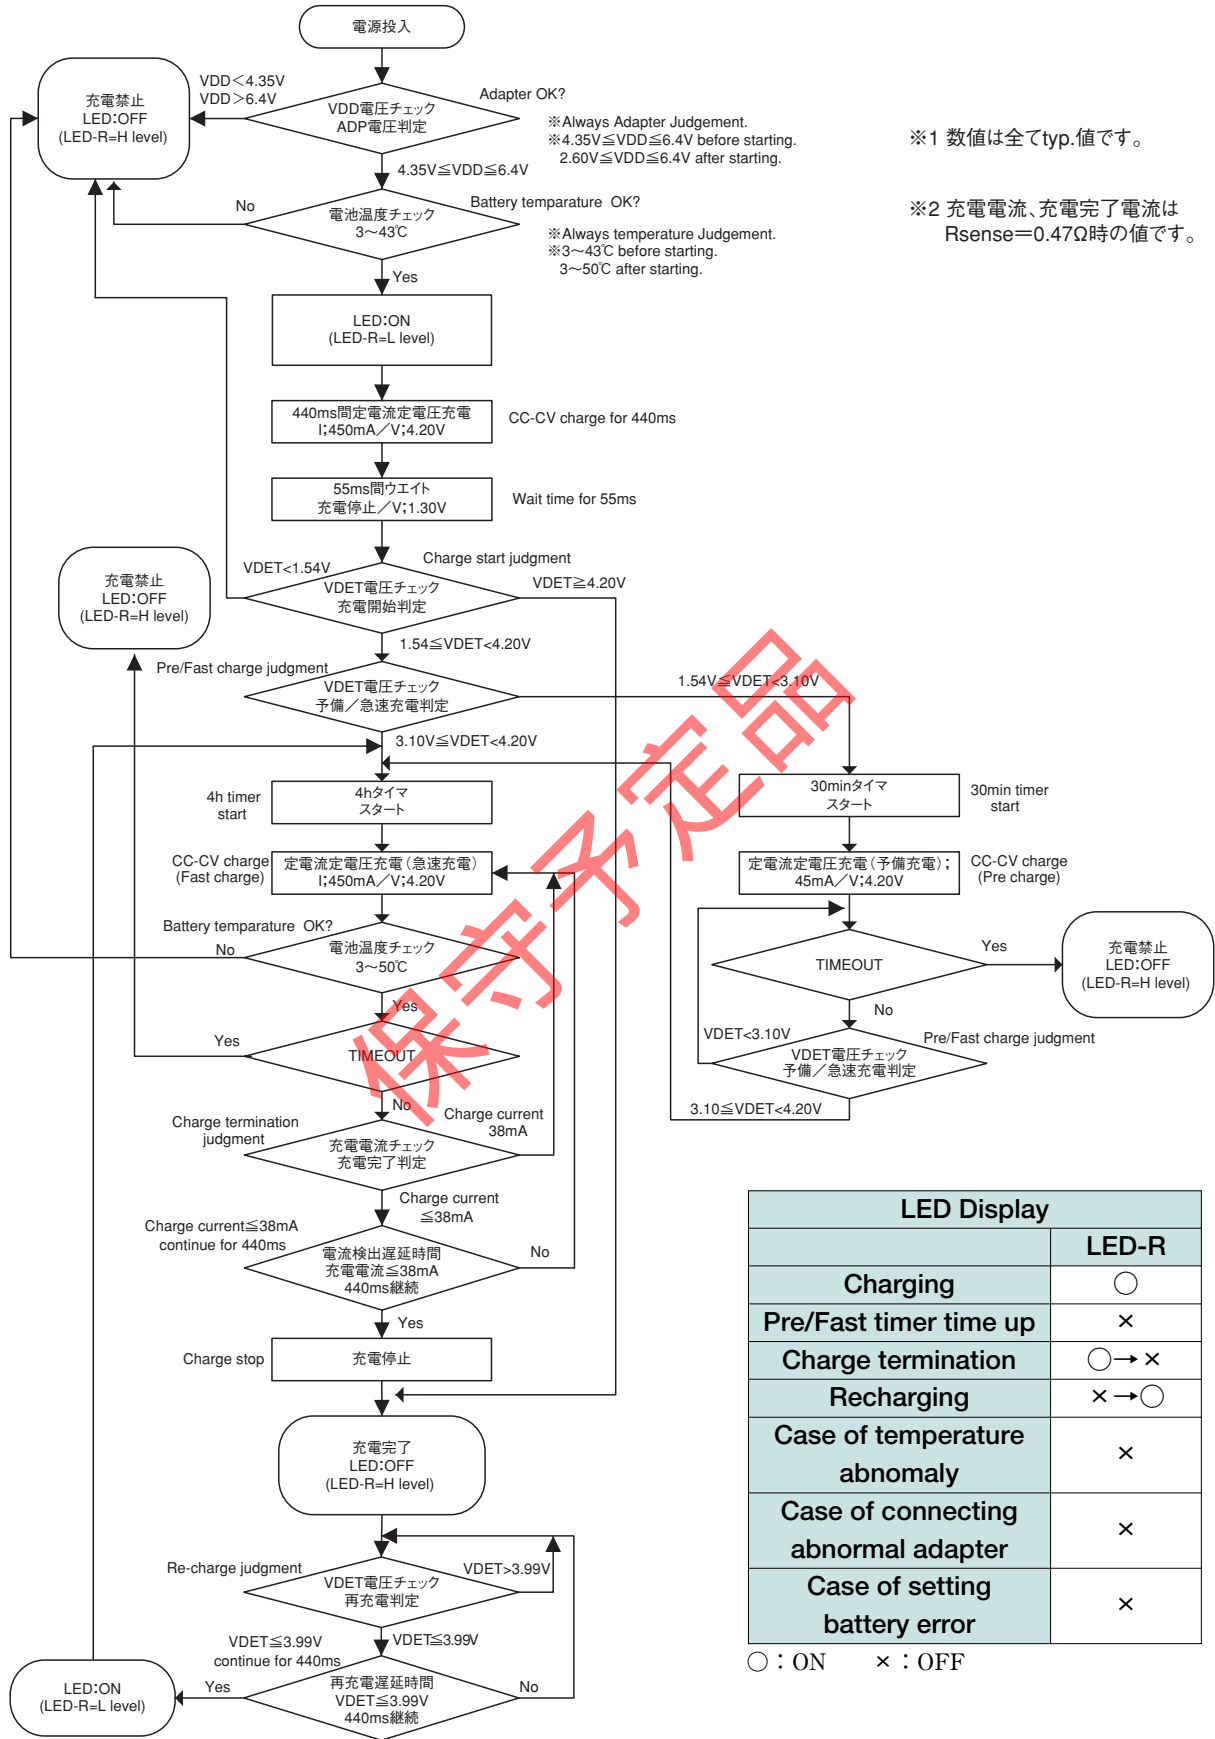 電源投入
充電禁止
LED:OFF
(LED-R=H level)
VDD＜4.35V
VDD＞6.4V
VDD電圧チェック
ADP電圧判定
Adapter OK?
※Always Adapter Judgement.
※4.35V≦VDD≦6.4V before starting.
2.60V≦VDD≦6.4V after starting.
※1 数値は全てtyp.値です。
4.35V≦VDD≦6.4V
No
電池温度チェック
3～43℃
Battery temparature OK?
※Always temperature Judgement.
※3～43℃ before starting.
3～50℃ after starting.
※2 充電電流、充電完了電流は
Rsense＝0.47Ω時の値です。
Yes
LED:ON
(LED-R=L level)
440ms間定電流定電圧充電
I;450mA／V;4.20V
CC-CV charge for 440ms
55ms間ウエイト
充電停止／V;1.30V
Wait time for 55ms
充電禁止
LED:OFF
(LED-R=H level)
VDET<1.54V
Charge start judgment
VDET≧4.20V
VDET電圧チェック
充電開始判定
1.54≦VDET<4.20V
Pre/Fast charge judgment
VDET電圧チェック
予備／急速充電判定
1.54V≦VDET<3.10V
3.10V≦VDET<4.20V
4h timer
start
4hタイマ
スタート
30minタイマ
スタート
30min timer
start
CC-CV charge
(Fast charge)
定電流定電圧充電（急速充電）
I;450mA／V;4.20V
定電流定電圧充電（予備充電）;
45mA／V;4.20V
CC-CV charge
(Pre charge)
Battery temparature OK?
No
電池温度チェック
3～50℃
Yes
TIMEOUT
Yes
充電禁止
LED:OFF
(LED-R=H level)
No
Yes
TIMEOUT
No
VDET<3.10V
VDET電圧チェック
予備／急速充電判定
Pre/Fast charge judgment
3.10≦VDET<4.20V
Charge termination
judgment
充電電流チェック
充電完了判定
Charge current
38mA
Charge current
≦38mA
Charge current≦38mA
continue for 440ms
電流検出遅延時間
充電電流≦38mA
440ms継続
No
Yes
Charge stop
充電停止
充電完了
LED:OFF
(LED-R=H level)
Re-charge judgment
VDET電圧チェック
再充電判定
VDET>3.99V
VDET≦3.99V
VDET≦3.99V
continue for 440ms
再充電遅延時間
VDET≦3.99V
440ms継続
Yes
No
LED:ON
(LED-R=L level)
保守予定品
LED Display
LED-R
Charging ○
Pre/Fast timer time up ×
Charge termination ○→×
Recharging ×→○
Case of temperature
abnomaly ×
Case of connecting
abnormal adapter ×
Case of setting
battery error ×
○：ON ×：OFF